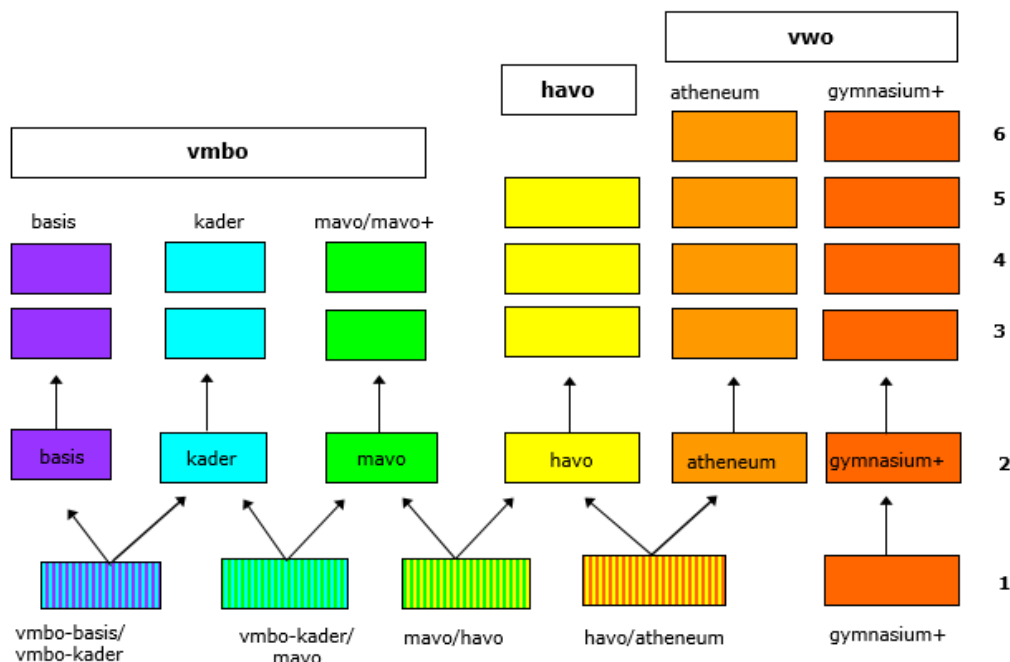 vwo
havo
atheneum
gymnasium+
6
vmbo
5
basis
kader
mavo/mavo+
4
3
basis
kader
mavo
havo
atheneum
gymnasium+
2
1
vmbo-basis/
vmbo-kader
vmbo-kader/
mavo
mavo/havo
havo/atheneum
gymnasium+